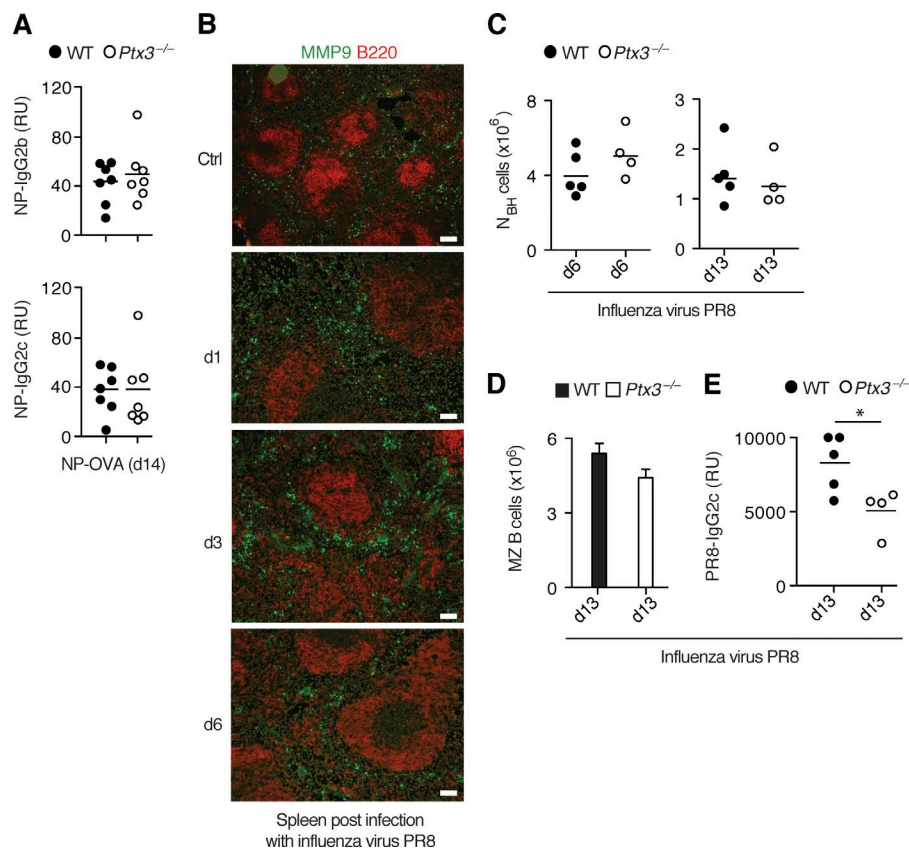 A
● WT ○ Ptx3−/−
NP-IgG2b (RU)
120
80
40
0
NP-IgG2c (RU)
120
80
40
0
NP-OVA (d14)
B
MMP9 B220
Ctrl
d1
d3
d6
Spleen post infection
with influenza virus PR8
C
● WT ○ Ptx3−/−
NBH cells (x10⁶)
8
4
0
d6 d6
3
2
1
0
d13 d13
Influenza virus PR8
D
■ WT □ Ptx3−/−
MZ B cells (x10⁶)
6
3
0
d13 d13
E
● WT ○ Ptx3−/−
*
PR8-IgG2c (RU)
10000
5000
0
d13 d13
Influenza virus PR8